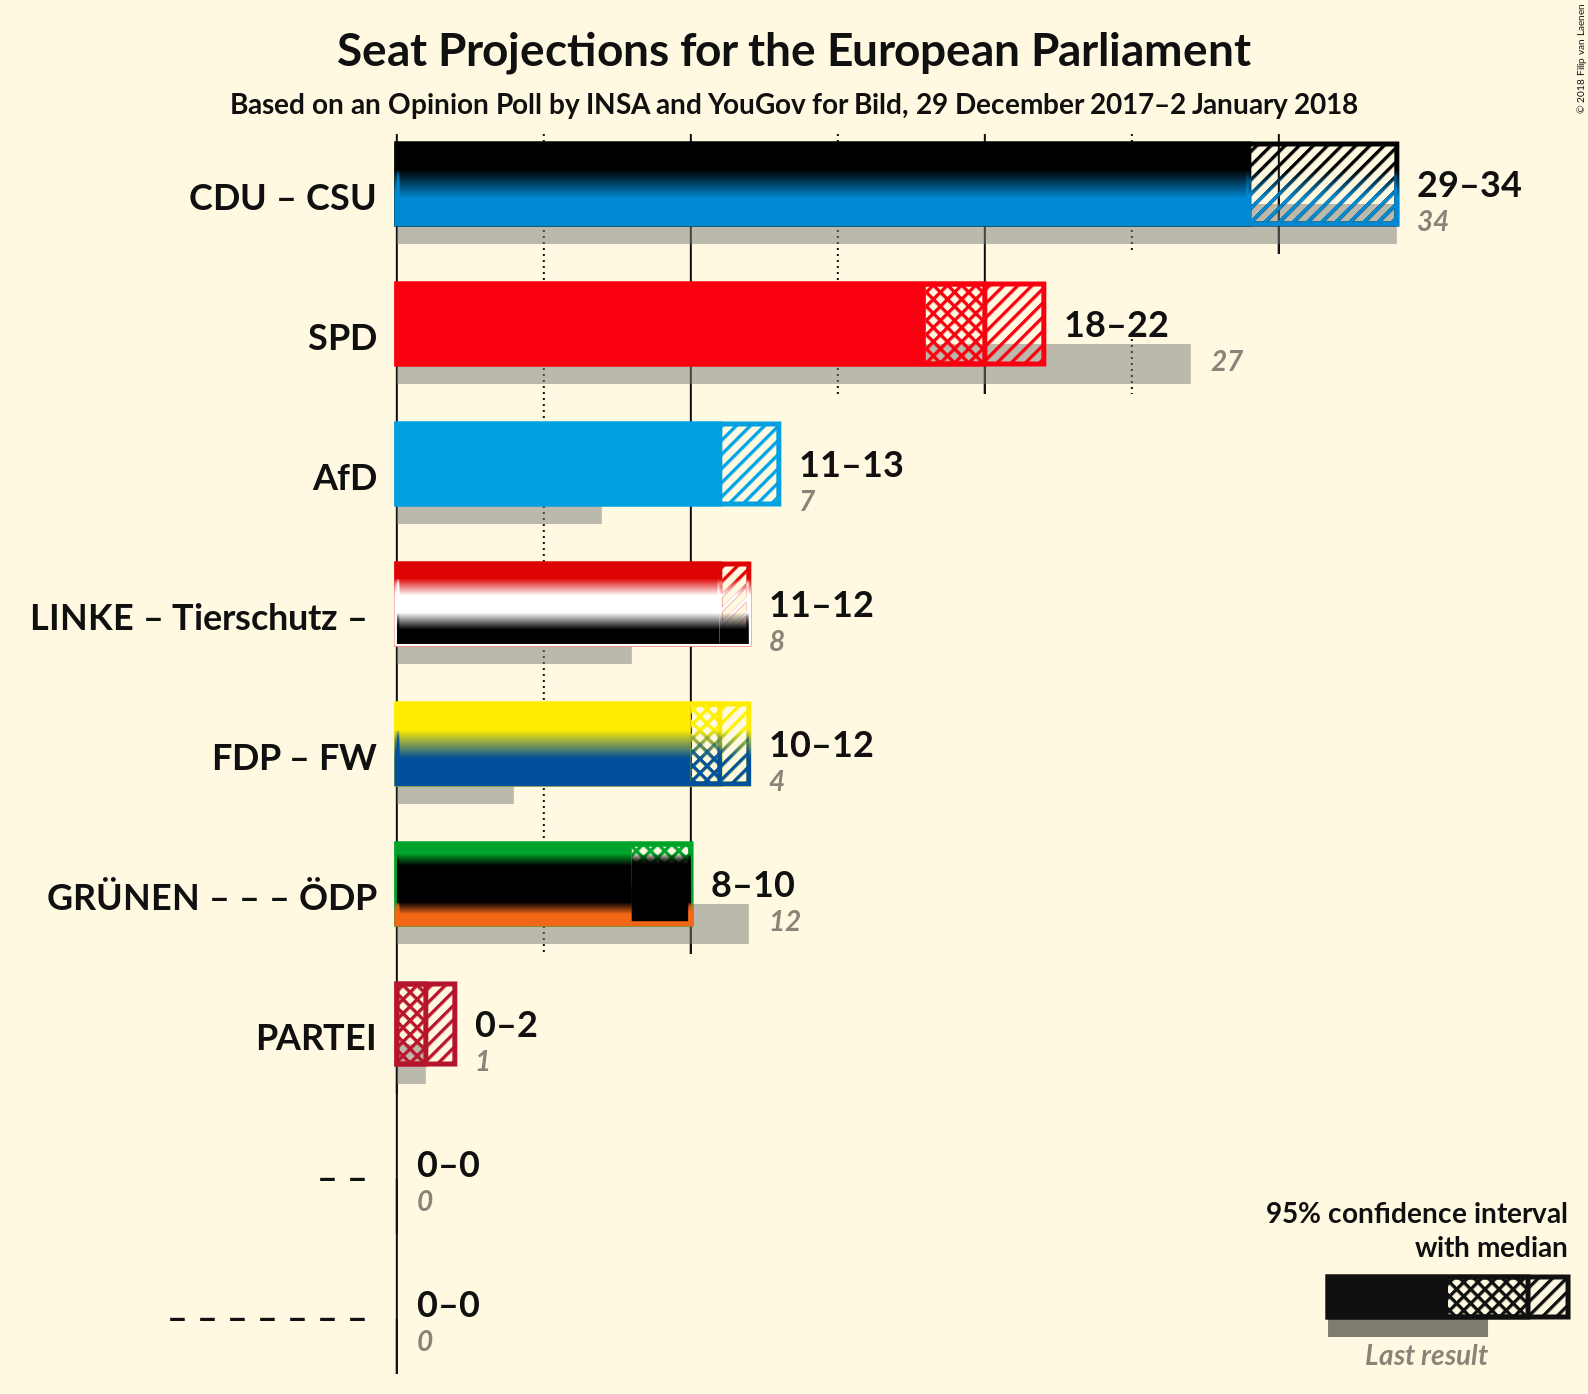 Seat Projections for the European Parliament
Based on an Opinion Poll by INSA and YouGov for Bild, 29 December 2017–2 January 2018
© 2018 Filip van Laenen
CDU – CSU
29–34
34
SPD
18–22
27
AfD
11–13
7
LINKE – Tierschutz –
11–12
8
FDP – FW
10–12
4
GRÜNEN – – – ÖDP
8–10
12
PARTEI
0–2
1
– –
0–0
0
– – – – – – –
0–0
0
95% confidence interval
with median
Last result